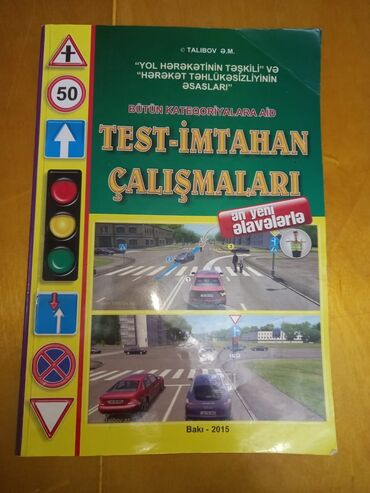 © TALIBOV Ə.M.
"YOL HƏRƏKƏTİNİN TƏŞKİLİ" VƏ
"HƏRƏKƏT TƏHLÜKƏSİZLİYİNİN
ƏSASLARI"
BÜTÜN KATEQORİYALARA AİD
50
TEST-İMTAHAN
ÇALIŞMALARI
ən yeni
əlavələrlə
Bakı - 2015